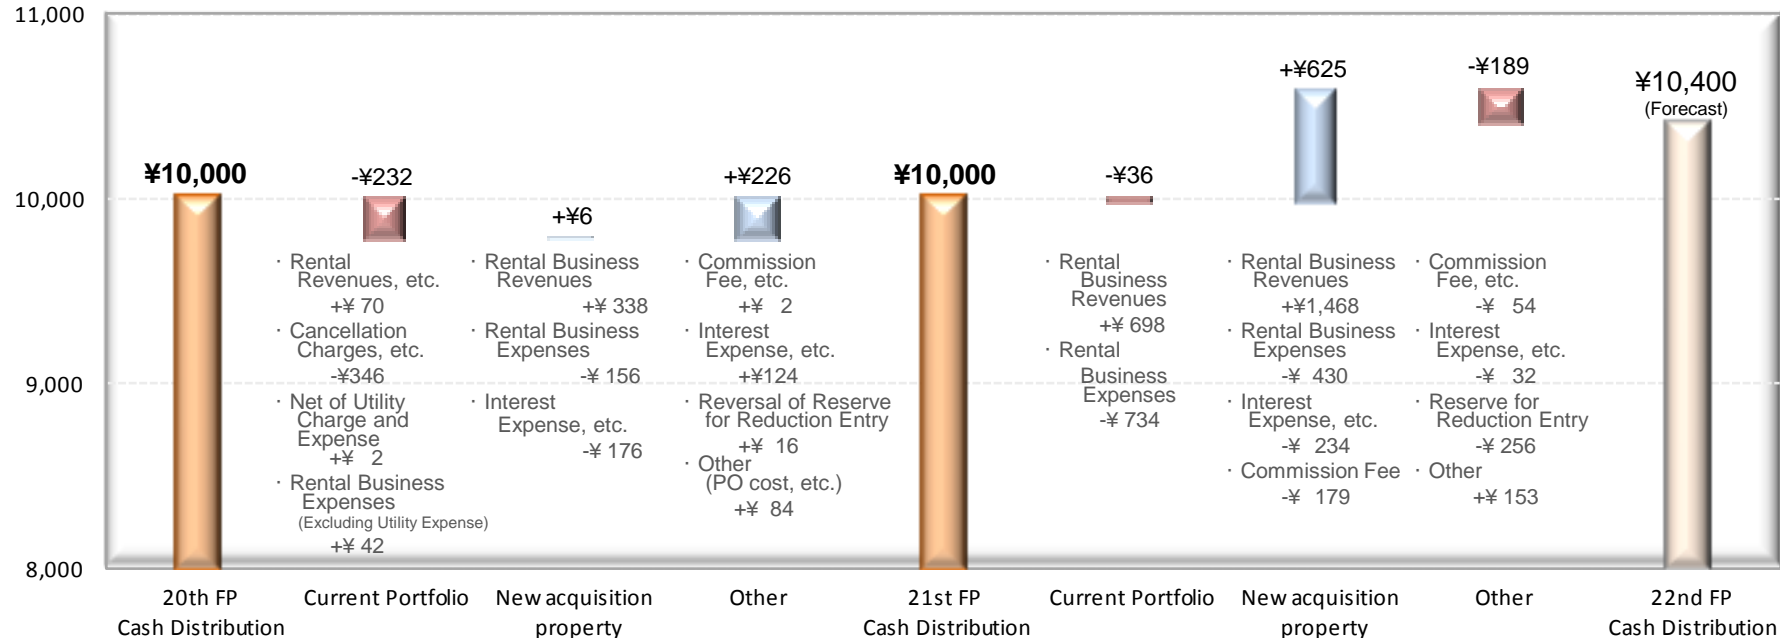 11,000
10,000
9,000
8,000
¥10,000
-¥232
· Rental
Revenues, etc.
+¥ 70
· Cancellation
Charges, etc.
-¥346
· Net of Utility
Charge and
Expense
+¥ 2
· Rental Business
Expenses
(Excluding Utility Expense)
+¥ 42
+¥6
· Rental Business
Revenues
+¥ 338
· Rental Business
Expenses
-¥ 156
· Interest
Expense, etc.
-¥ 176
+¥226
· Commission
Fee, etc.
+¥ 2
· Interest
Expense, etc.
+¥124
· Reversal of Reserve
for Reduction Entry
+¥ 16
· Other
(PO cost, etc.)
+¥ 84
¥10,000
-¥36
· Rental
Business
Revenues
+¥ 698
· Rental
Business
Expenses
-¥ 734
+¥625
· Rental Business
Revenues
+¥1,468
· Rental Business
Expenses
-¥ 430
· Interest
Expense, etc.
-¥ 234
· Commission Fee
-¥ 179
-¥189
· Commission
Fee, etc.
-¥ 54
· Interest
Expense, etc.
-¥ 32
· Reserve for
Reduction Entry
-¥ 256
· Other
+¥ 153
¥10,400
(Forecast)
20th FP
Cash Distribution
Current Portfolio
New acquisition
property
Other
21st FP
Cash Distribution
Current Portfolio
New acquisition
property
Other
22nd FP
Cash Distribution